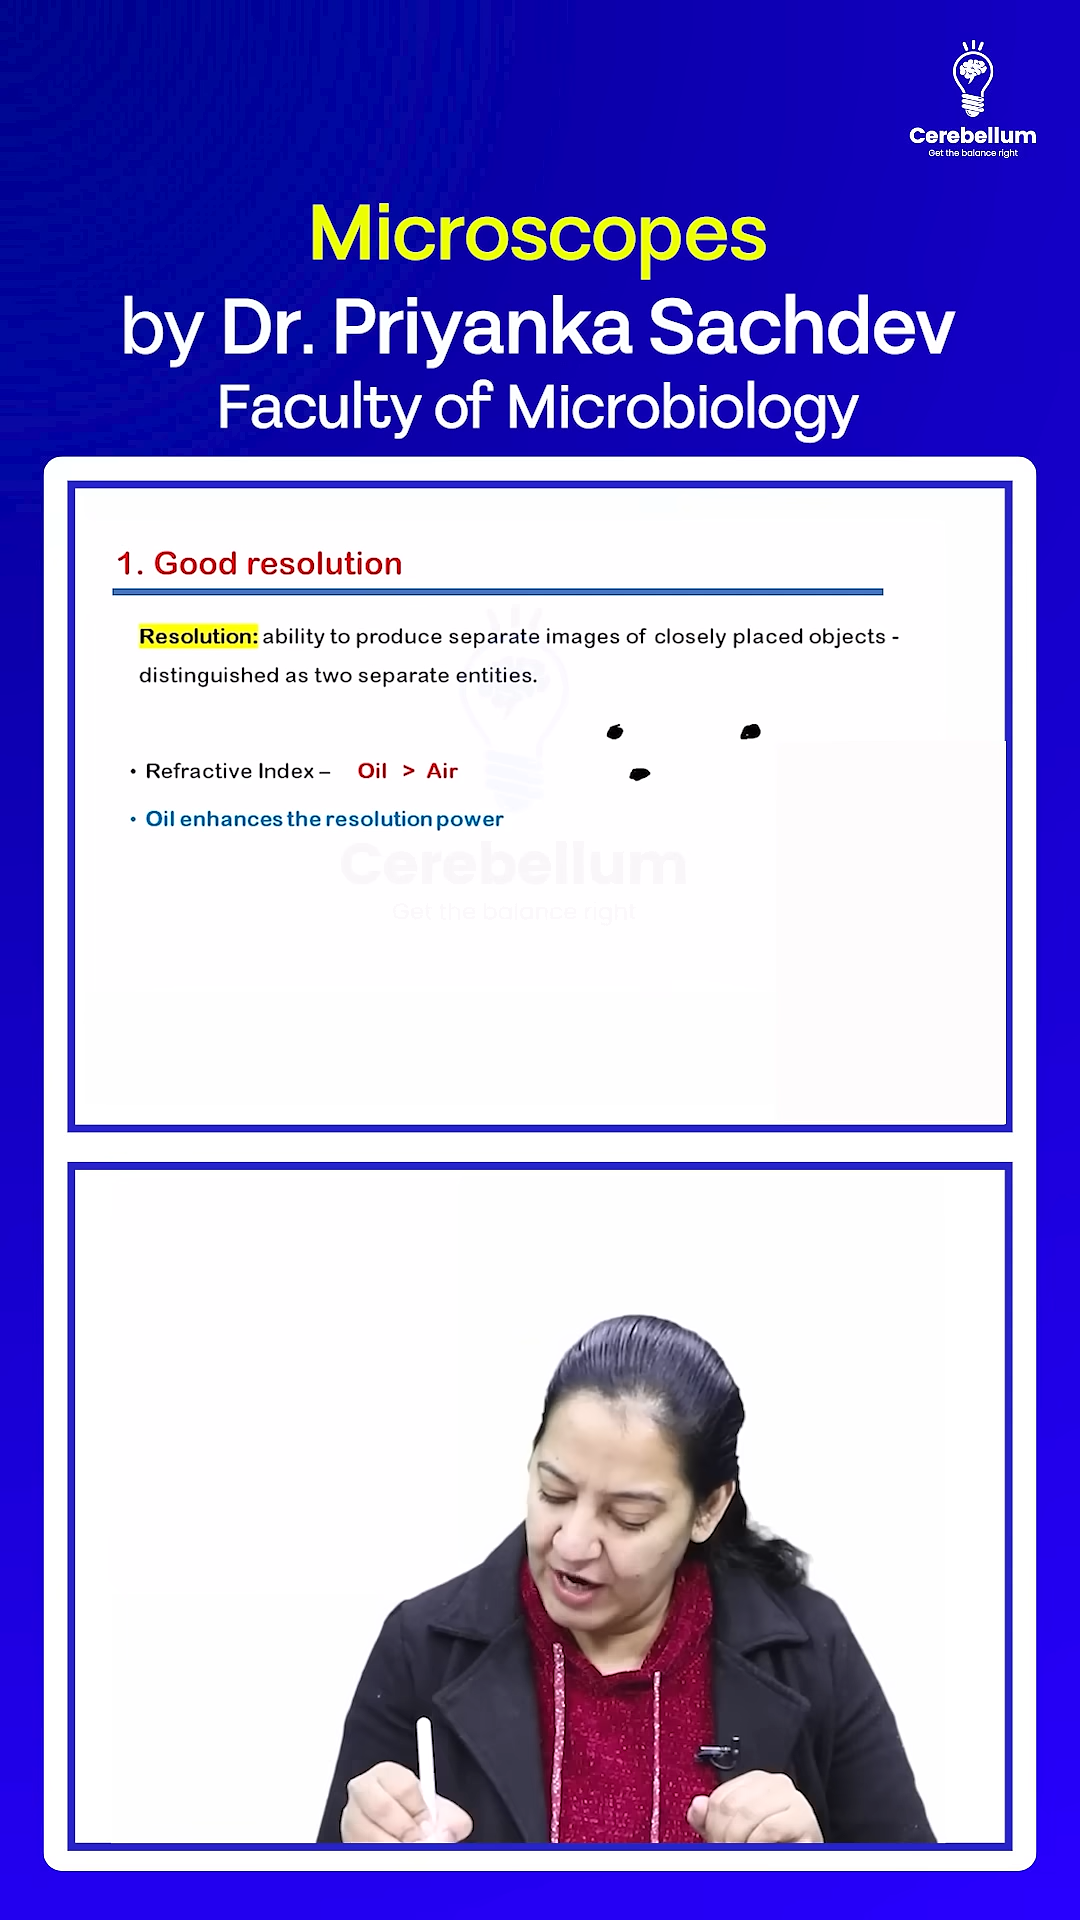 Cerebellum
Get the balance right
Microscopes
by Dr. Priyanka Sachdev
Faculty of Microbiology
1. Good resolution
Resolution: ability to produce separate images of closely placed objects -
distinguished as two separate entities.
• Refractive Index – Oil > Air
• Oil enhances the resolution power
Cerebellum
Get the balance right